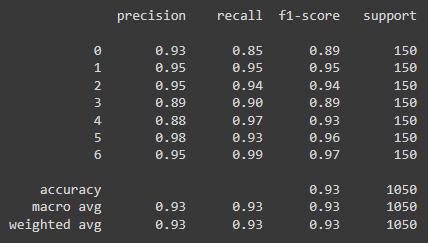 precision recall f1-score support
0 0.93 0.85 0.89 150
1 0.95 0.95 0.95 150
2 0.95 0.94 0.94 150
3 0.89 0.90 0.89 150
4 0.88 0.97 0.93 150
5 0.98 0.93 0.96 150
6 0.95 0.99 0.97 150
accuracy 0.93 1050
macro avg 0.93 0.93 0.93 1050
weighted avg 0.93 0.93 0.93 1050